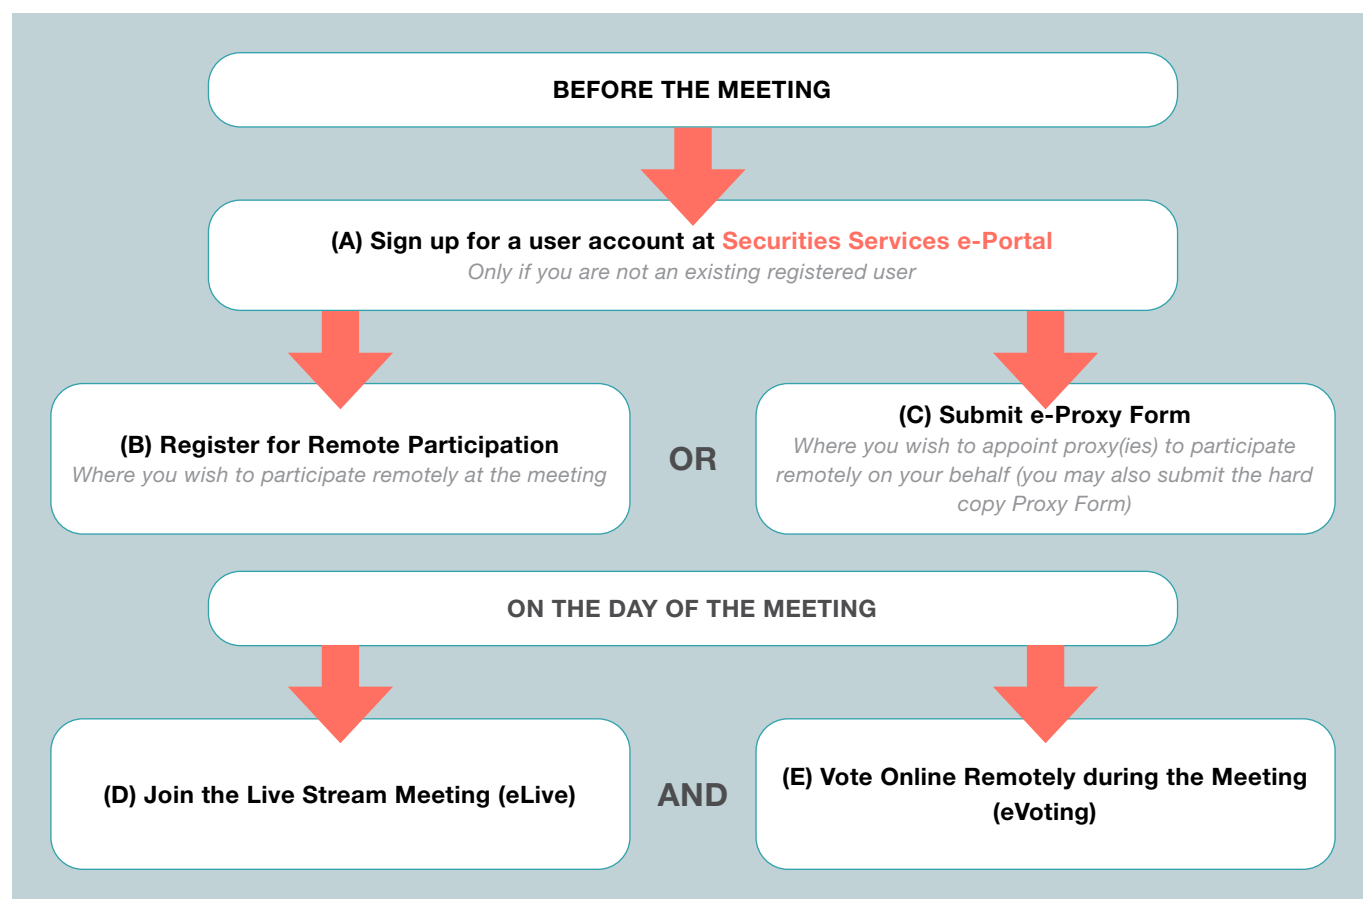 BEFORE THE MEETING
(A) Sign up for a user account at Securities Services e-Portal
Only if you are not an existing registered user
(B) Register for Remote Participation
Where you wish to participate remotely at the meeting
OR
(C) Submit e-Proxy Form
Where you wish to appoint proxy(ies) to participate
remotely on your behalf (you may also submit the hard
copy Proxy Form)
ON THE DAY OF THE MEETING
(D) Join the Live Stream Meeting (eLive)
AND
(E) Vote Online Remotely during the Meeting
(eVoting)